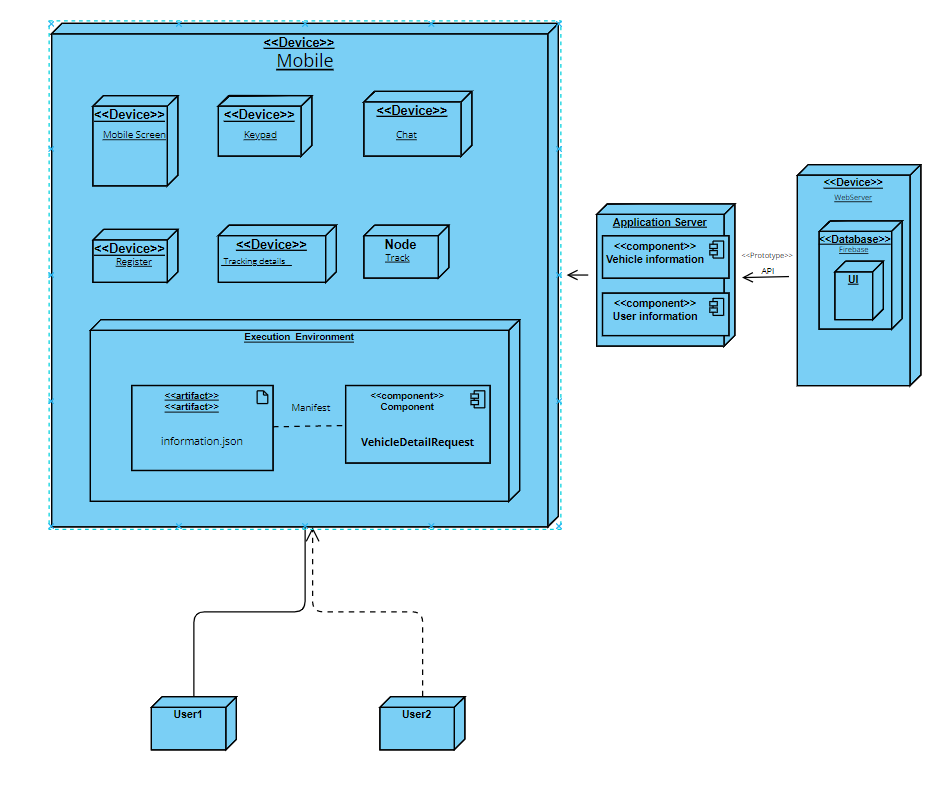 <<Device>>
Mobile
<<Device>>
Mobile Screen
<<Device>>
Keypad
<<Device>>
Chat
<<Device>>
Register
<<Device>>
Tracking details
Node
Track
Execution Environment
<<artifact>>
<<artifact>>
information.json
Manifest
<<component>>
Component
VehicleDetailRequest
Application Server
<<component>>
Vehicle information
<<component>>
User information
<<Prototype>>
API
<<Device>>
WebServer
<<Database>>
Firebase
UI
User1
User2